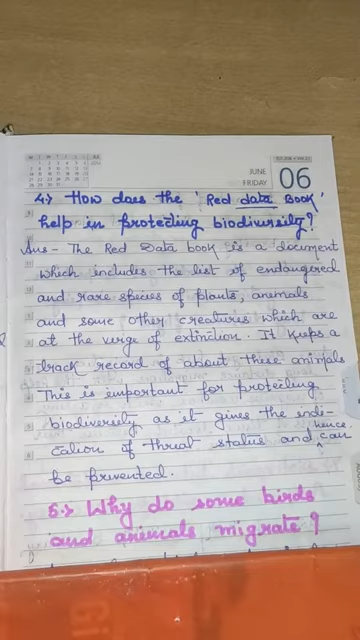 JUNE
FRIDAY
06
4.> How does the 'Red data Book'
help in protecting biodiversity?
Ans - The Red Data book is a document
which includes the list of endangered
and rare species of plants, animals
and some other creatures which are
at the verge of extinction. It keeps a
track record of about these animals
This is important for protecting
biodiversity as it gives the indi-
cation of threat status and hence can
be prevented.
5.> Why do some birds
and animals migrate?